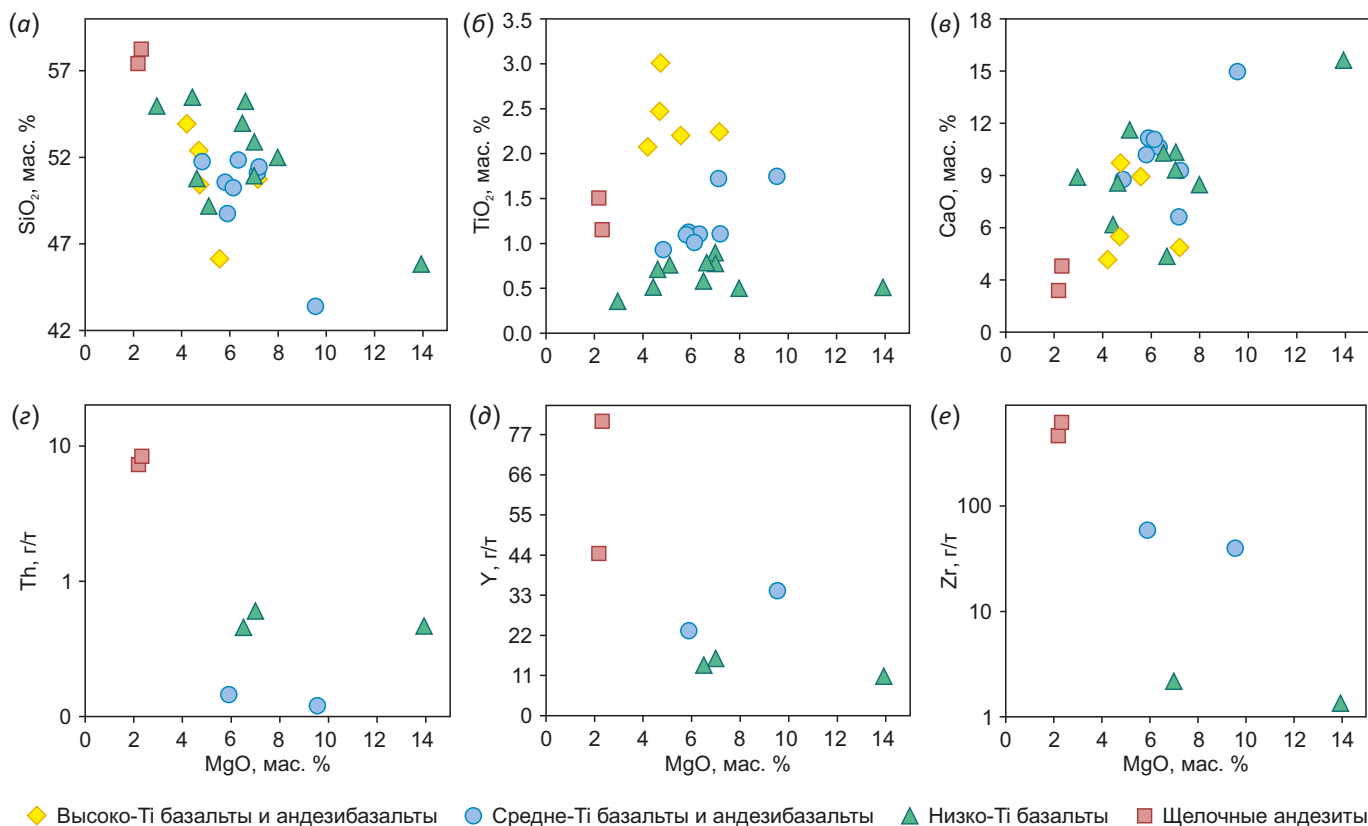 (а)
SiO₂, мас. %
57
52
47
42
0 2 4 6 8 10 12 14
(б)
TiO₂, мас. %
3.5
3.0
2.5
2.0
1.5
1.0
0.5
0.0
0 2 4 6 8 10 12 14
(в)
CaO, мас. %
18
15
12
9
6
4
0
0 2 4 6 8 10 12 14
(г)
Th, г/т
10
1
0
0 2 4 6 8 10 12 14
MgO, мас. %
(д)
Y, г/т
77
66
55
44
33
22
11
0
0 2 4 6 8 10 12 14
MgO, мас. %
(е)
Zr, г/т
100
10
1
0 2 4 6 8 10 12 14
MgO, мас. %
Высоко-Ti базальты и андезибазальты Средне-Ti базальты и андезибазальты Низко-Ti базальты Щелочные андезиты